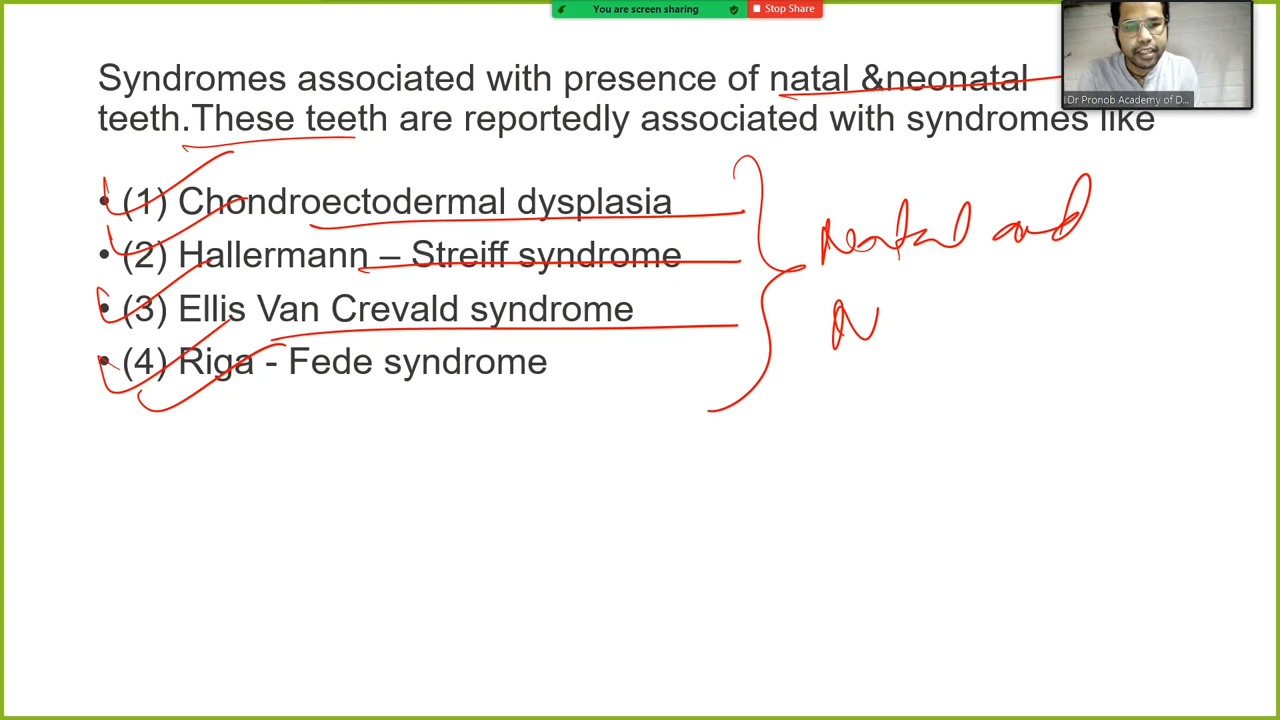 You are screen sharing
Stop Share
Dr Pronob Academy of D...
Syndromes associated with presence of natal &neonatal
teeth.These teeth are reportedly associated with syndromes like
• (1) Chondroectodermal dysplasia
• (2) Hallermann – Streiff syndrome
• (3) Ellis Van Crevald syndrome
• (4) Riga - Fede syndrome
and
N